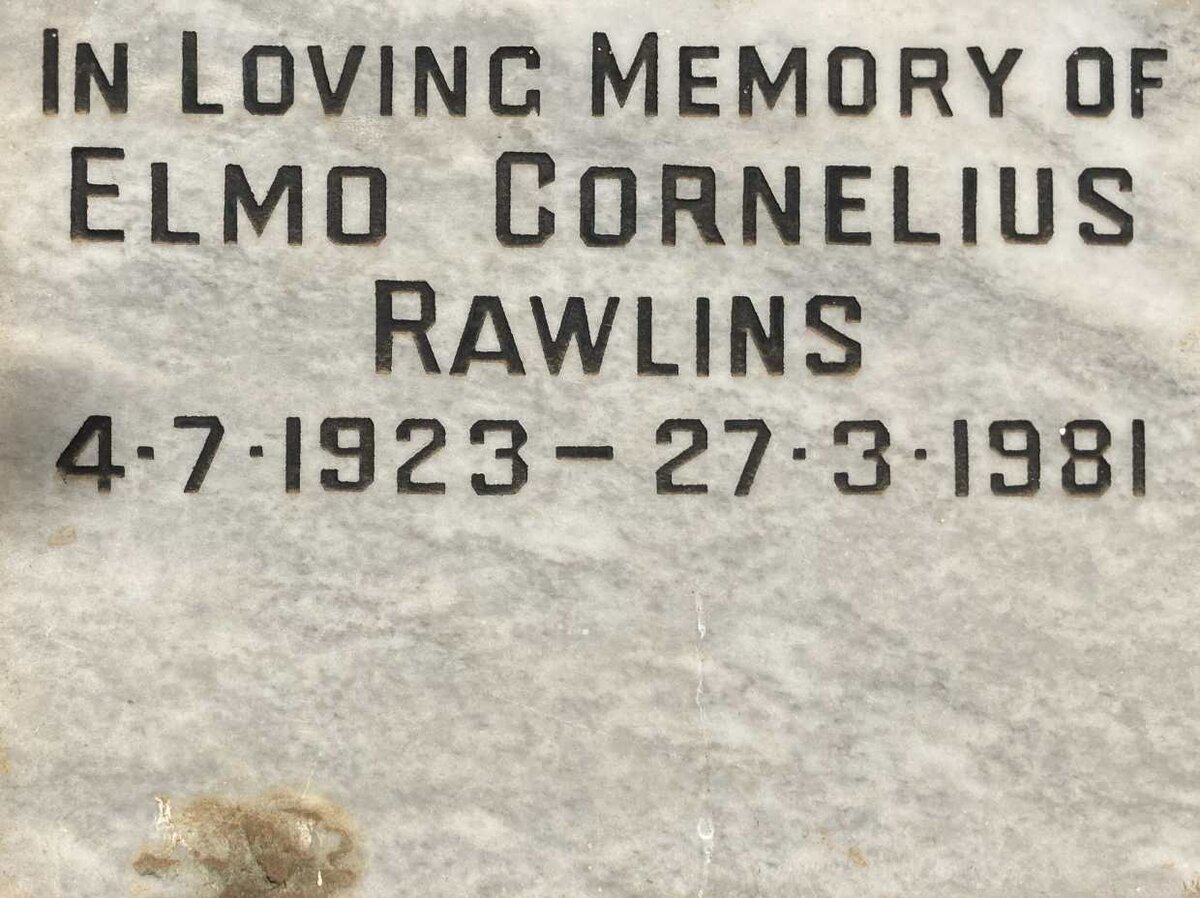 In Loving Memory of
Elmo Cornelius
Rawlins
4·7·1923 – 27·3·1981